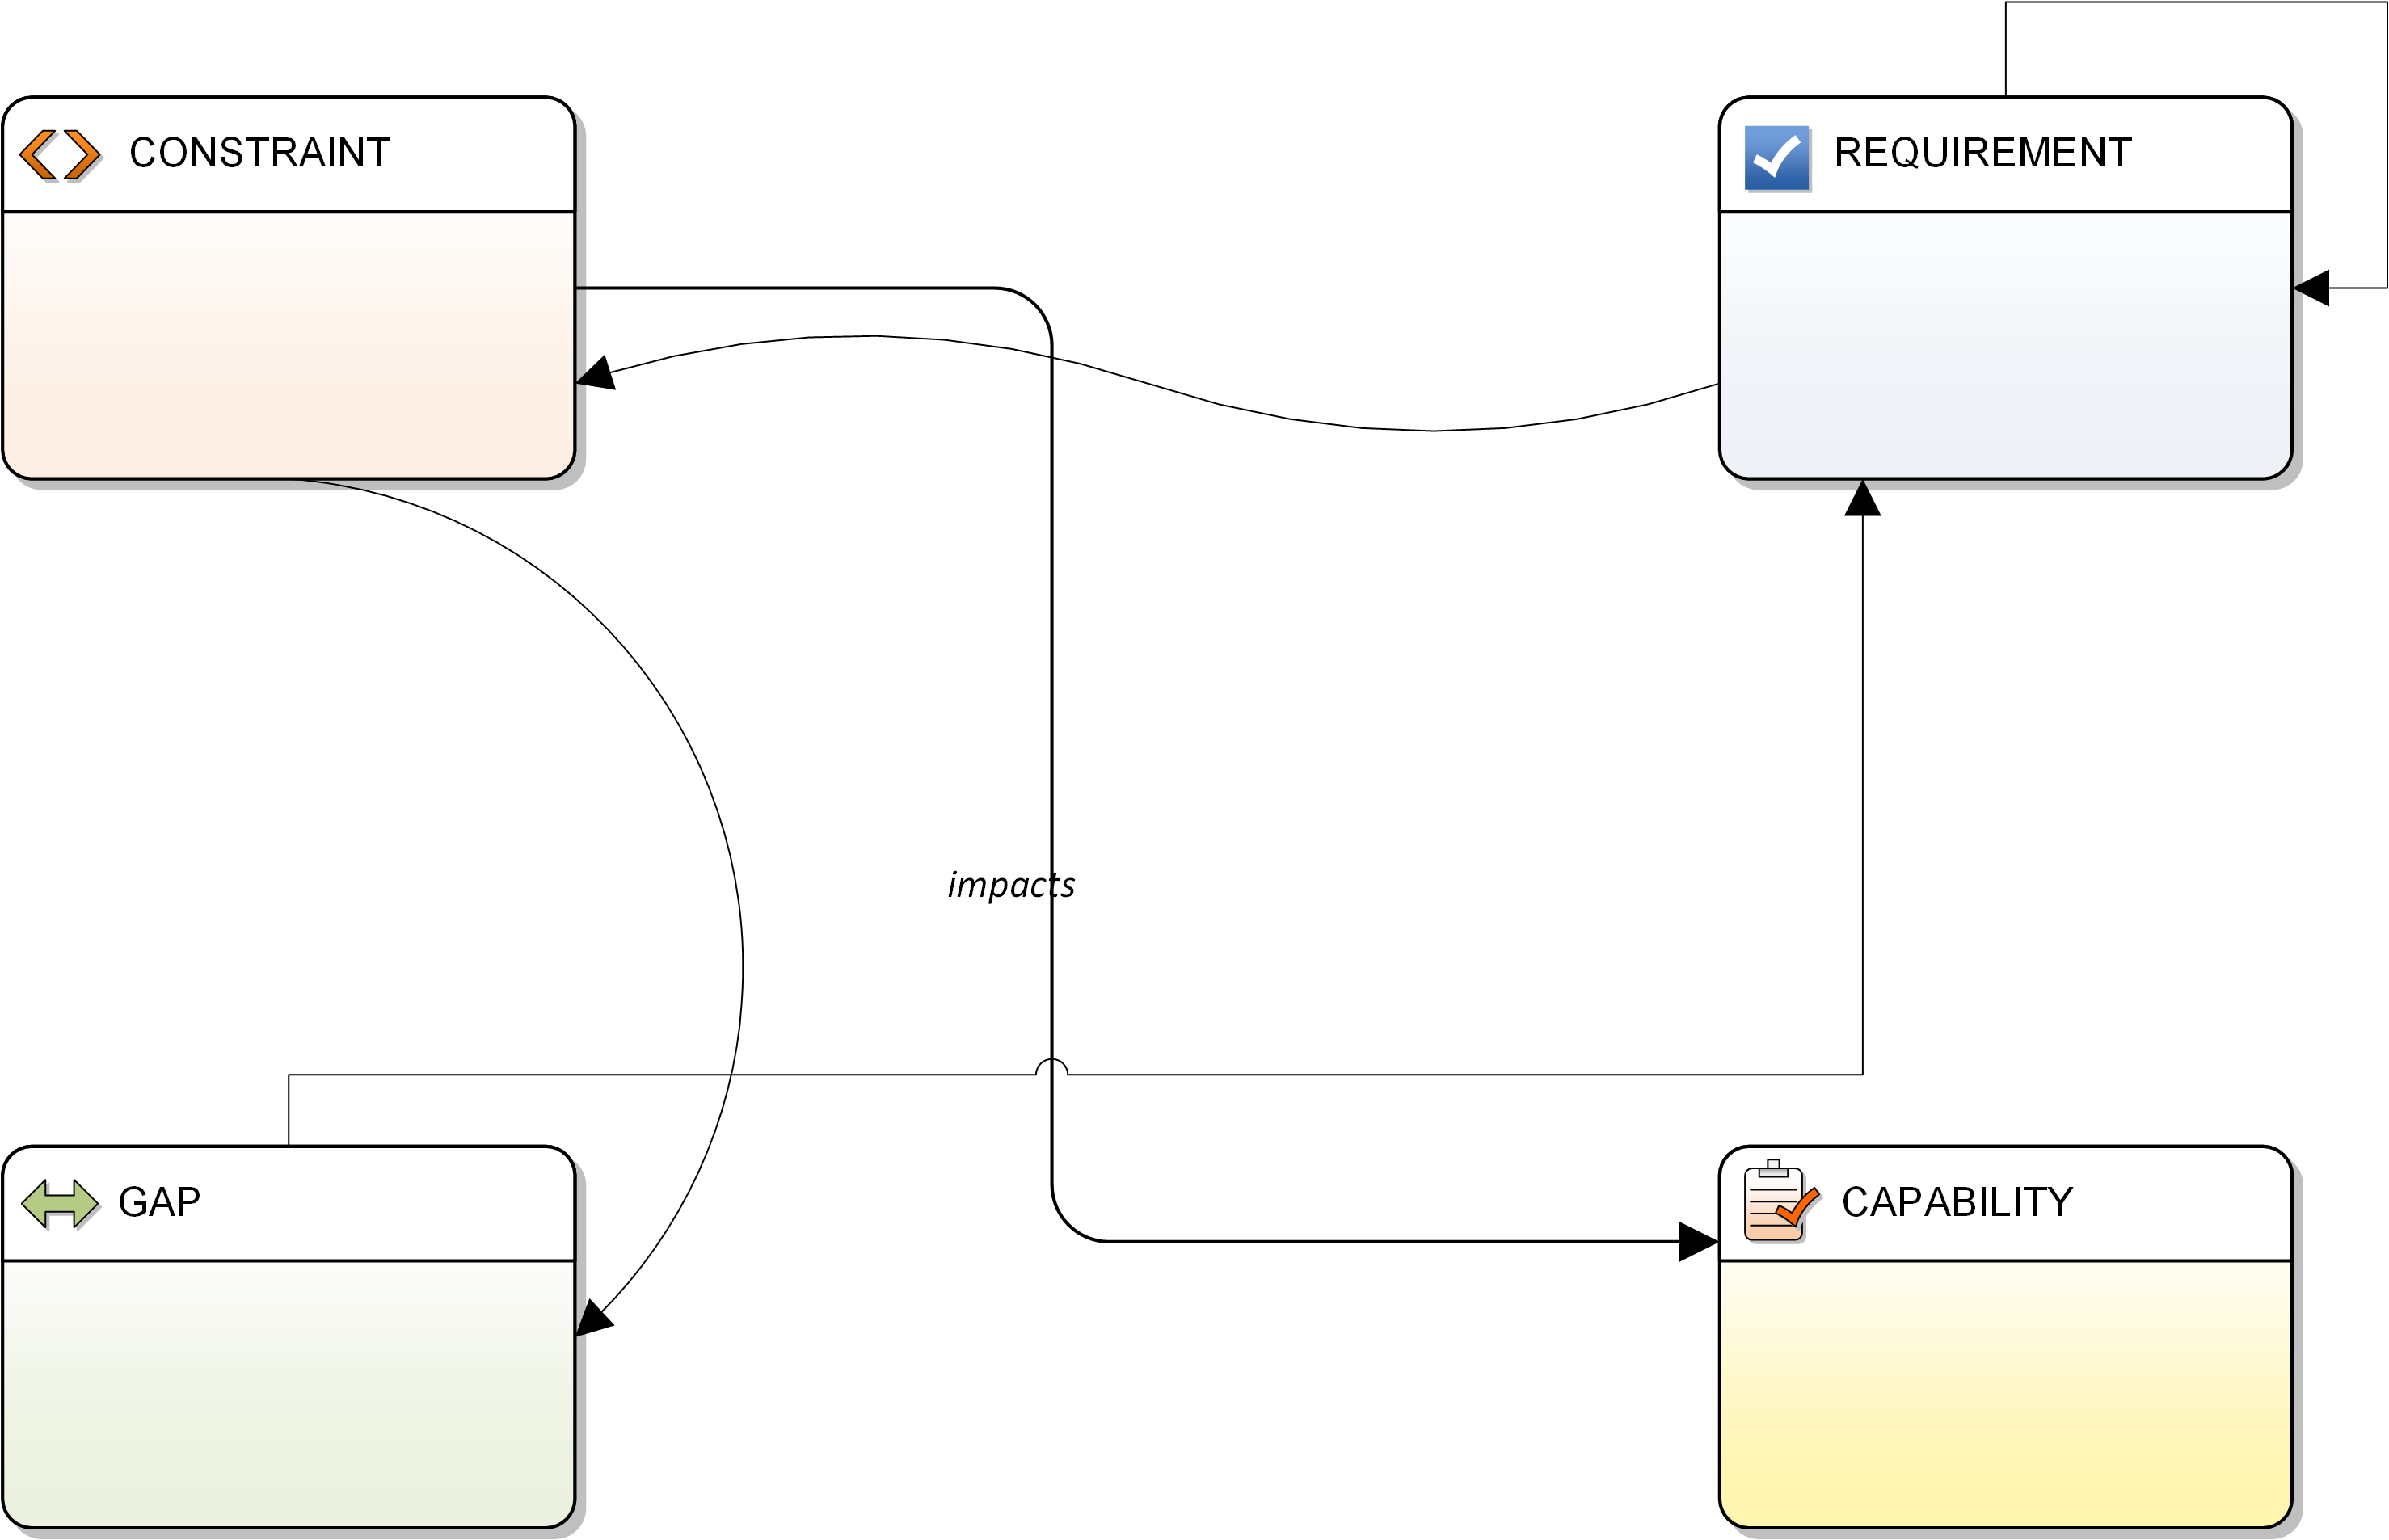 CONSTRAINT
REQUIREMENT
impacts
GAP
CAPABILITY